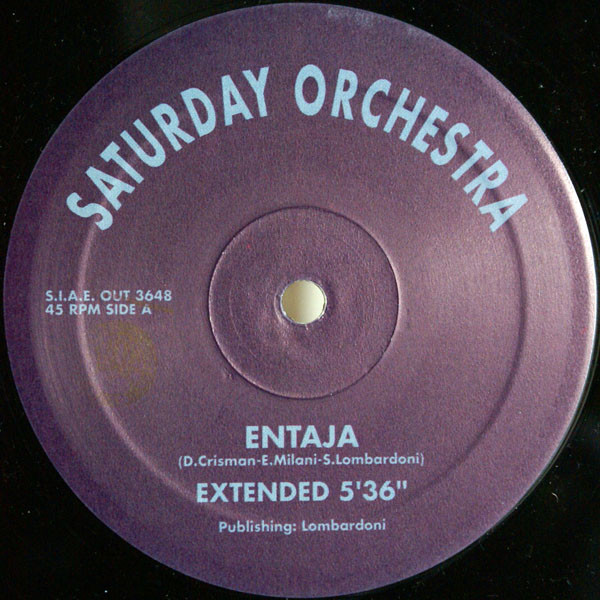 SATURDAY ORCHESTRA
S.I.A.E. OUT 3648
45 RPM SIDE A
ENTAJA
(D.Crisman-E.Milani-S.Lombardoni)
EXTENDED 5'36"
Publishing: Lombardoni